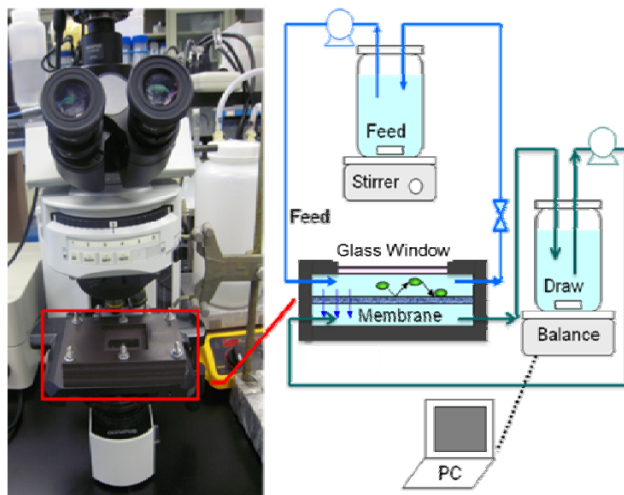 Feed
Stirrer
Feed
Glass Window
Membrane
Draw
Balance
PC